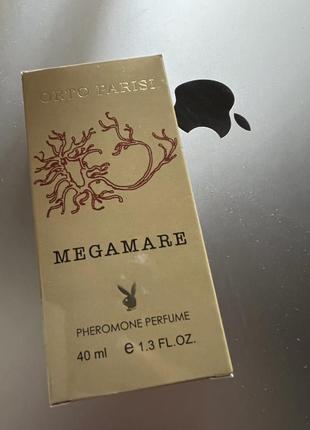 ORTO PARISI
MEGAMARE
PHEROMONE PERFUME
40 ml e 1.3 FL.OZ.